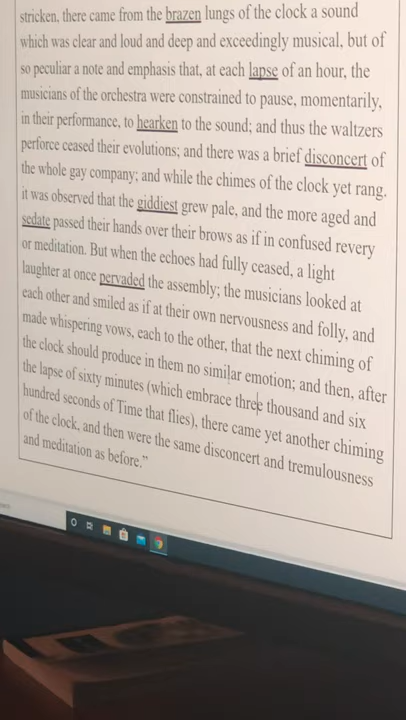 stricken, there came from the brazen lungs of the clock a sound
which was clear and loud and deep and exceedingly musical, but of
so peculiar a note and emphasis that, at each lapse of an hour, the
musicians of the orchestra were constrained to pause, momentarily,
in their performance, to hearken to the sound; and thus the waltzers
perforce ceased their evolutions; and there was a brief disconcert of
the whole gay company; and while the chimes of the clock yet rang.
it was observed that the giddiest grew pale, and the more aged and
sedate passed their hands over their brows as if in confused revery
or meditation. But when the echoes had fully ceased, a light
laughter at once pervaded the assembly; the musicians looked at
each other and smiled as if at their own nervousness and folly, and
made whispering vows, each to the other, that the next chiming of
the clock should produce in them no similar emotion; and then, after
the lapse of sixty minutes (which embrace three thousand and six
hundred seconds of Time that flies), there came yet another chiming
of the clock, and then were the same disconcert and tremulousness
and meditation as before.”